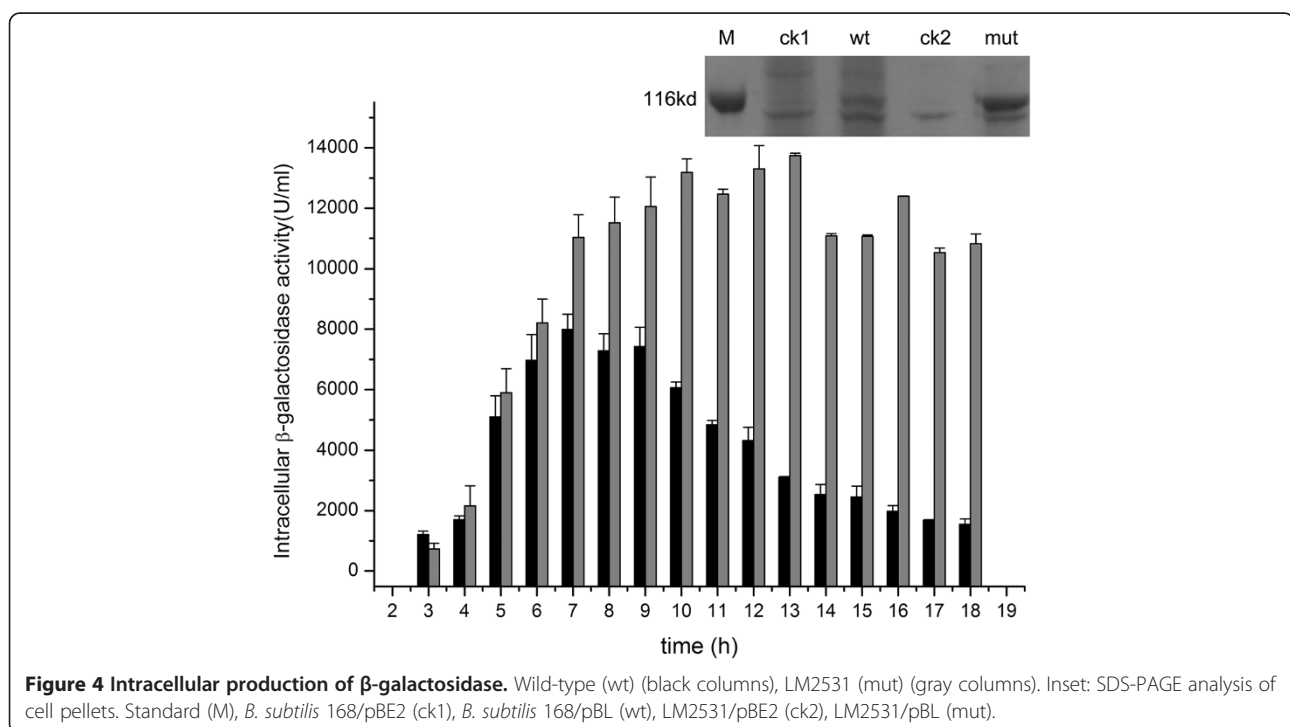 M ck1 wt ck2 mut
116kd
14000
12000
10000
8000
6000
4000
2000
0
Intracellular β-galactosidase activity(U/ml)
2 3 4 5 6 7 8 9 10 11 12 13 14 15 16 17 18 19
time (h)
Figure 4 Intracellular production of β-galactosidase. Wild-type (wt) (black columns), LM2531 (mut) (gray columns). Inset: SDS-PAGE analysis of
cell pellets. Standard (M), B. subtilis 168/pBE2 (ck1), B. subtilis 168/pBL (wt), LM2531/pBE2 (ck2), LM2531/pBL (mut).